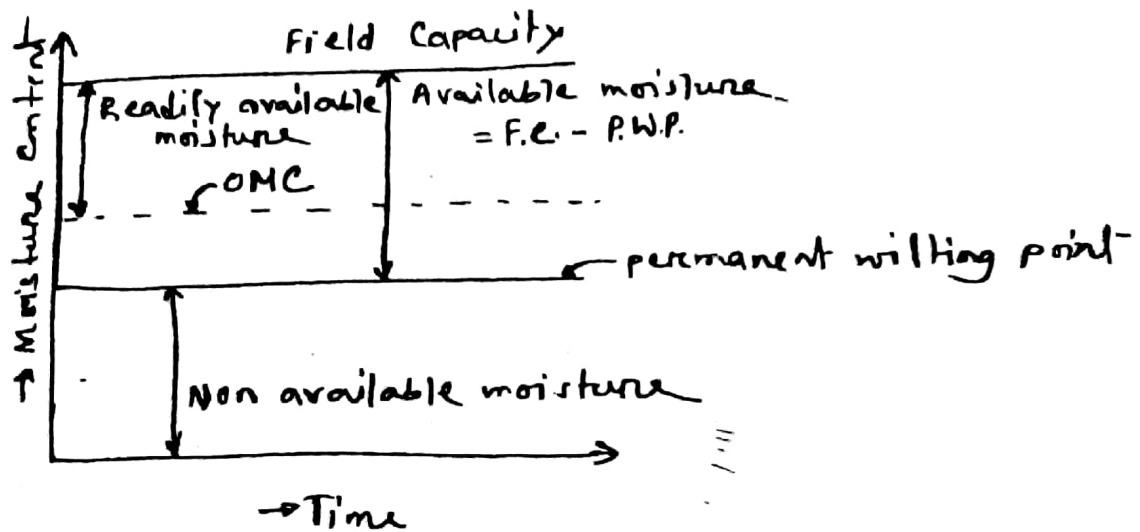 Field Capacity
Readily available
moisture
Available moisture
= F.C. - P.W.P.
OMC
permanent wilting point
Non available moisture
→ Moisture content
→ Time